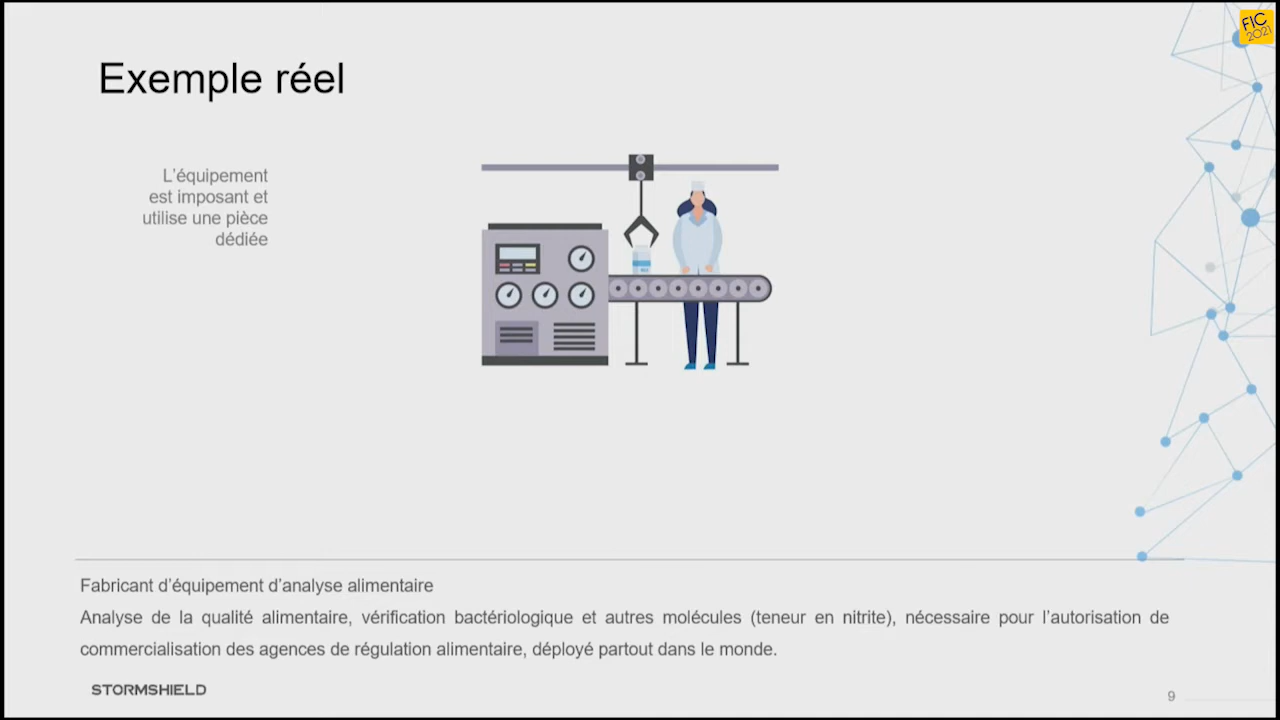 FIC
2021
Exemple réel
L’équipement
est imposant et
utilise une pièce
dédiée
Fabricant d’équipement d’analyse alimentaire
Analyse de la qualité alimentaire, vérification bactériologique et autres molécules (teneur en nitrite), nécessaire pour l’autorisation de
commercialisation des agences de régulation alimentaire, déployé partout dans le monde.
STORMSHIELD
9